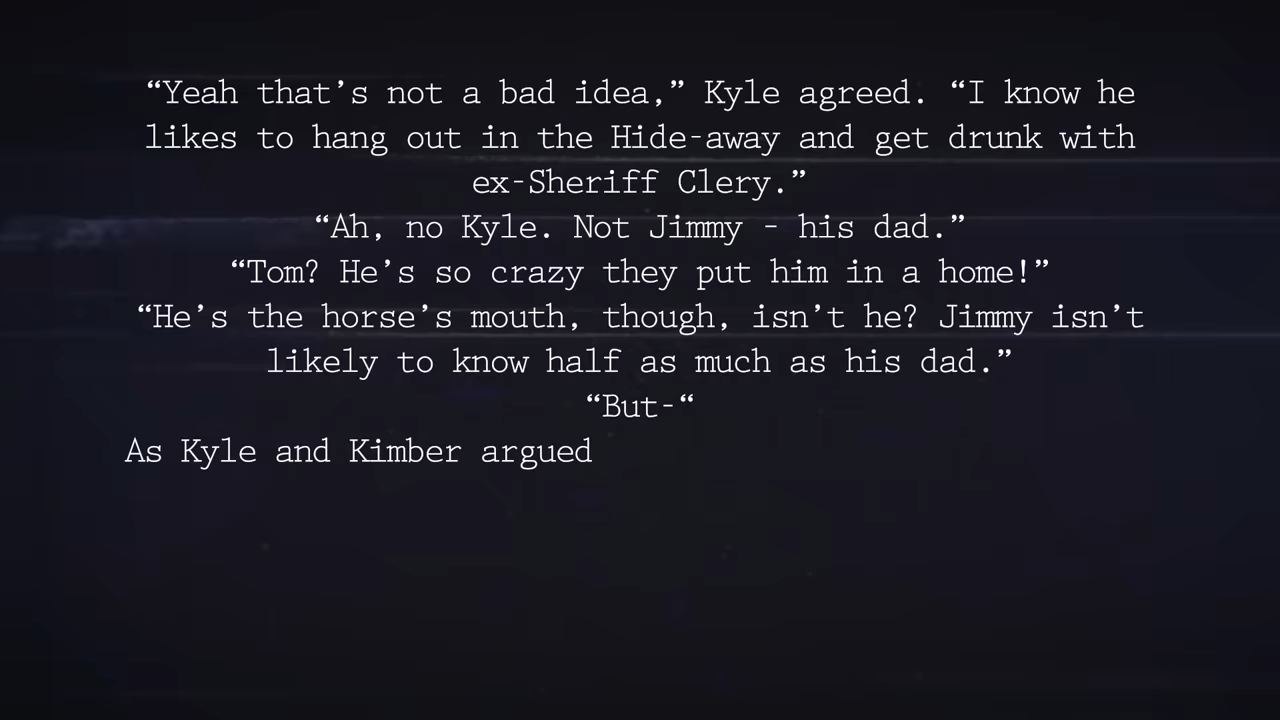 “Yeah that’s not a bad idea,” Kyle agreed. “I know he
likes to hang out in the Hide-away and get drunk with
ex-Sheriff Clery.”
“Ah, no Kyle. Not Jimmy - his dad.”
“Tom? He’s so crazy they put him in a home!”
“He’s the horse’s mouth, though, isn’t he? Jimmy isn’t
likely to know half as much as his dad.”
“But-“
As Kyle and Kimber argued